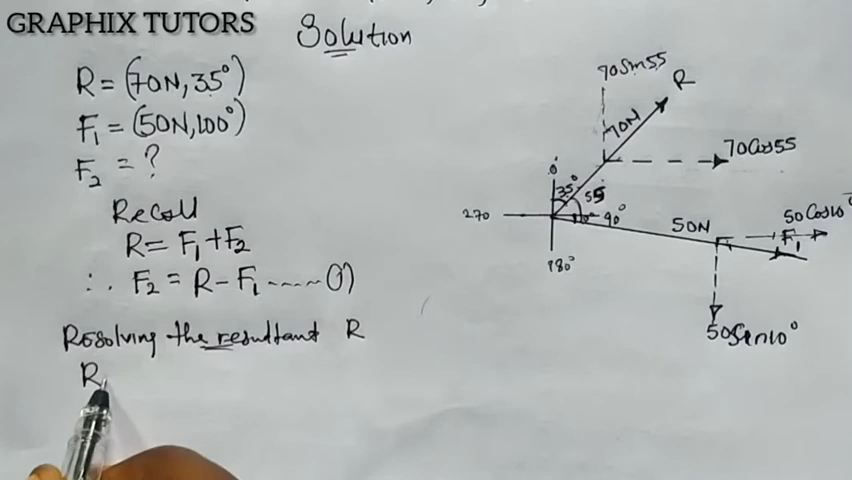 GRAPHIX TUTORS
Solution
R = (70N, 35°)
F₁ = (50N, 100°)
F₂ = ?
Recall
R = F₁ + F₂
∴ F₂ = R - F₁ ------ (1)
Resolving the resultant R
R
70Sin55
R
70N
70Cos55
0°
35°
55
270
10°
90°
180°
50N
50Cos10°
F₁
50Sin10°